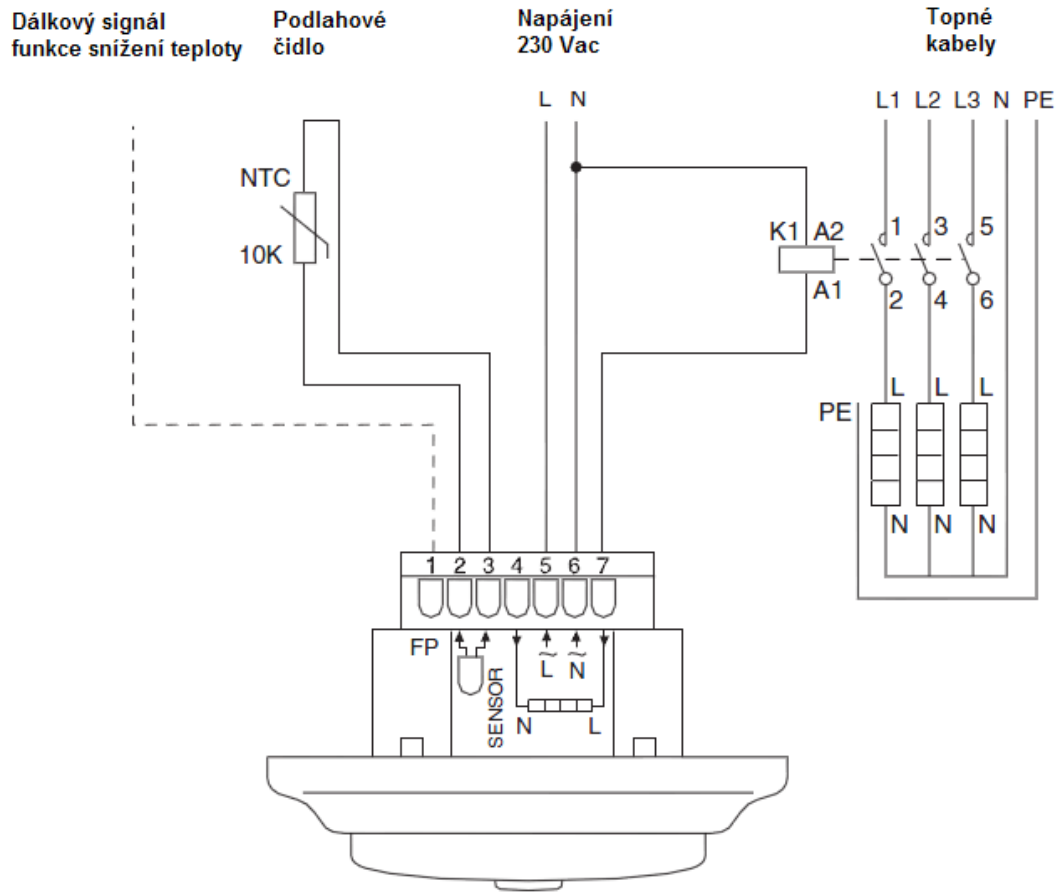 Dálkový signál
funkce snížení teploty
Podlahové
čidlo
Napájení
230 Vac
Topné
kabely
L N
L1 L2 L3 N PE
NTC
10K
K1 A2
A1
1 3 5
2 4 6
L L L
PE
N N N
1 2 3 4 5 6 7
FP
SENSOR
~ ~
L N
N L